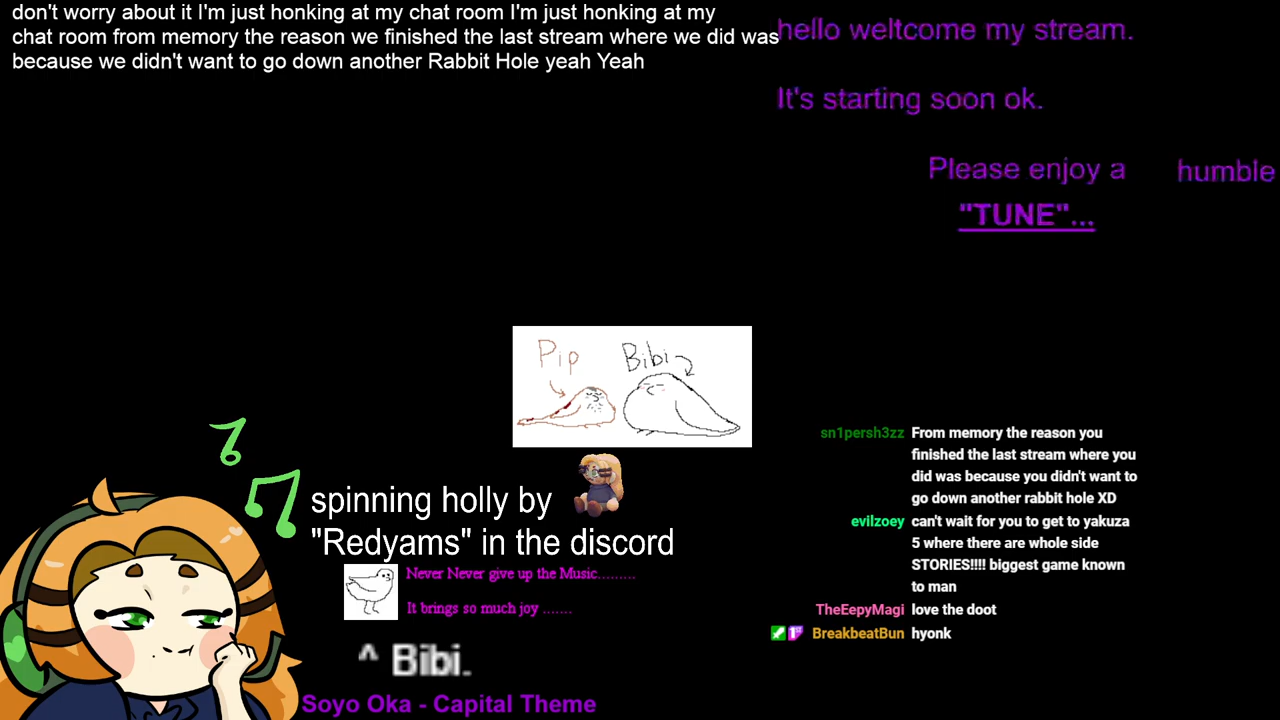 don't worry about it I'm just honking at my chat room I'm just honking at my
chat room from memory the reason we finished the last stream where we did was
because we didn't want to go down another Rabbit Hole yeah Yeah
hello weltcome my stream.
It's starting soon ok.
Please enjoy a humble
"TUNE"...
Pip
Bibi
spinning holly by
"Redyams" in the discord
Never Never give up the Music.........
It brings so much joy .......
^ Bibi.
Soyo Oka - Capital Theme
sn1persh3zz From memory the reason you
finished the last stream where you
did was because you didn't want to
go down another rabbit hole XD
evilzoey can't wait for you to get to yakuza
5 where there are whole side
STORIES!!!! biggest game known
to man
TheEepyMagi love the doot
BreakbeatBun hyonk